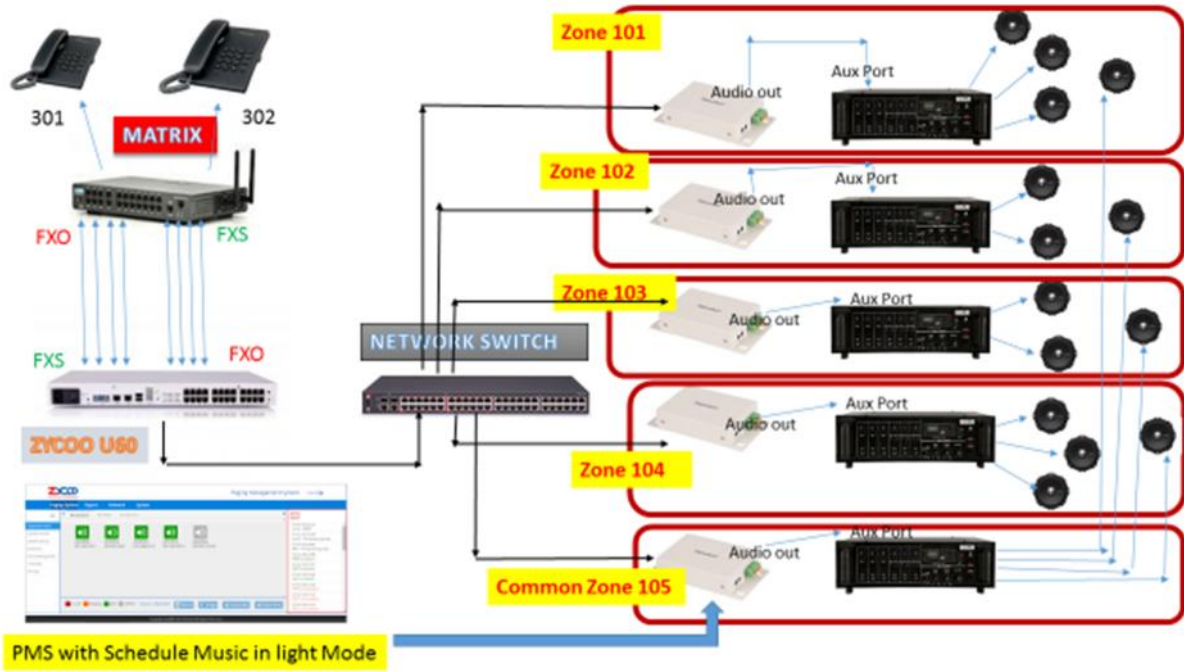 301
302
MATRIX
FXO
FXS
FXS
FXO
ZYCOO U60
NETWORK SWITCH
Zone 101
Audio out
Aux Port
Zone 102
Audio out
Aux Port
Zone 103
Audio out
Aux Port
Zone 104
Audio out
Aux Port
Common Zone 105
Audio out
Aux Port
ZYCOO
PMS with Schedule Music in light Mode